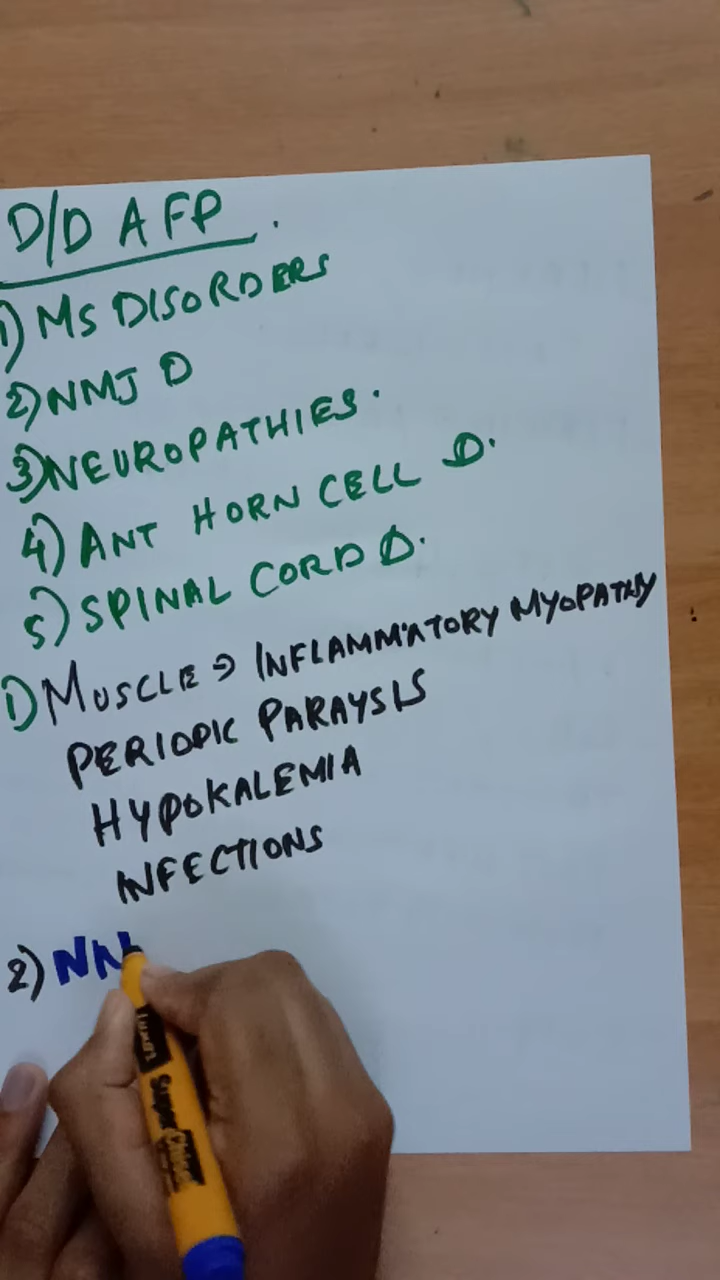 D/D AFP.
1) MS DISORDERS
2) NMJ D
3) NEUROPATHIES.
4) ANT HORN CELL D.
5) SPINAL CORD D.
1) MUSCLE → INFLAMMATORY MYOPATHY
PERIODIC PARAYSIS
HYPOKALEMIA
INFECTIONS
2) NM